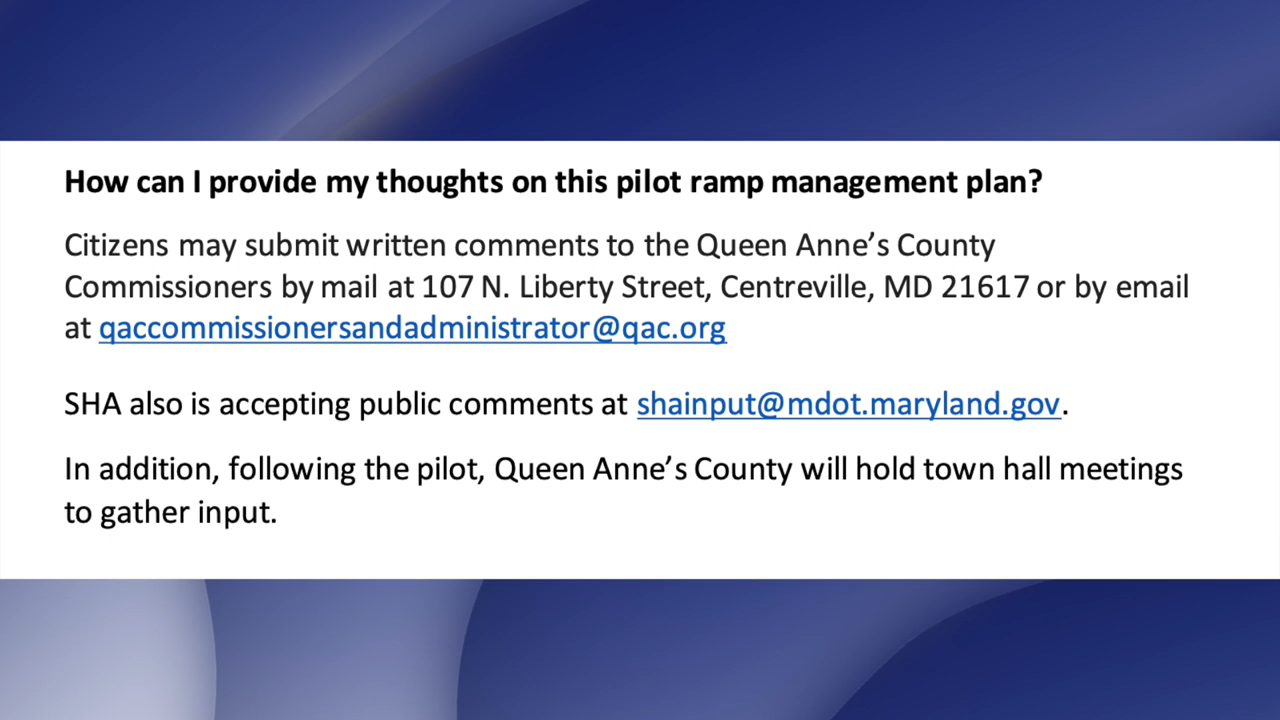 How can I provide my thoughts on this pilot ramp management plan?
Citizens may submit written comments to the Queen Anne’s County
Commissioners by mail at 107 N. Liberty Street, Centreville, MD 21617 or by email
at qaccommissionersandadministrator@qac.org
SHA also is accepting public comments at shainput@mdot.maryland.gov.
In addition, following the pilot, Queen Anne’s County will hold town hall meetings
to gather input.